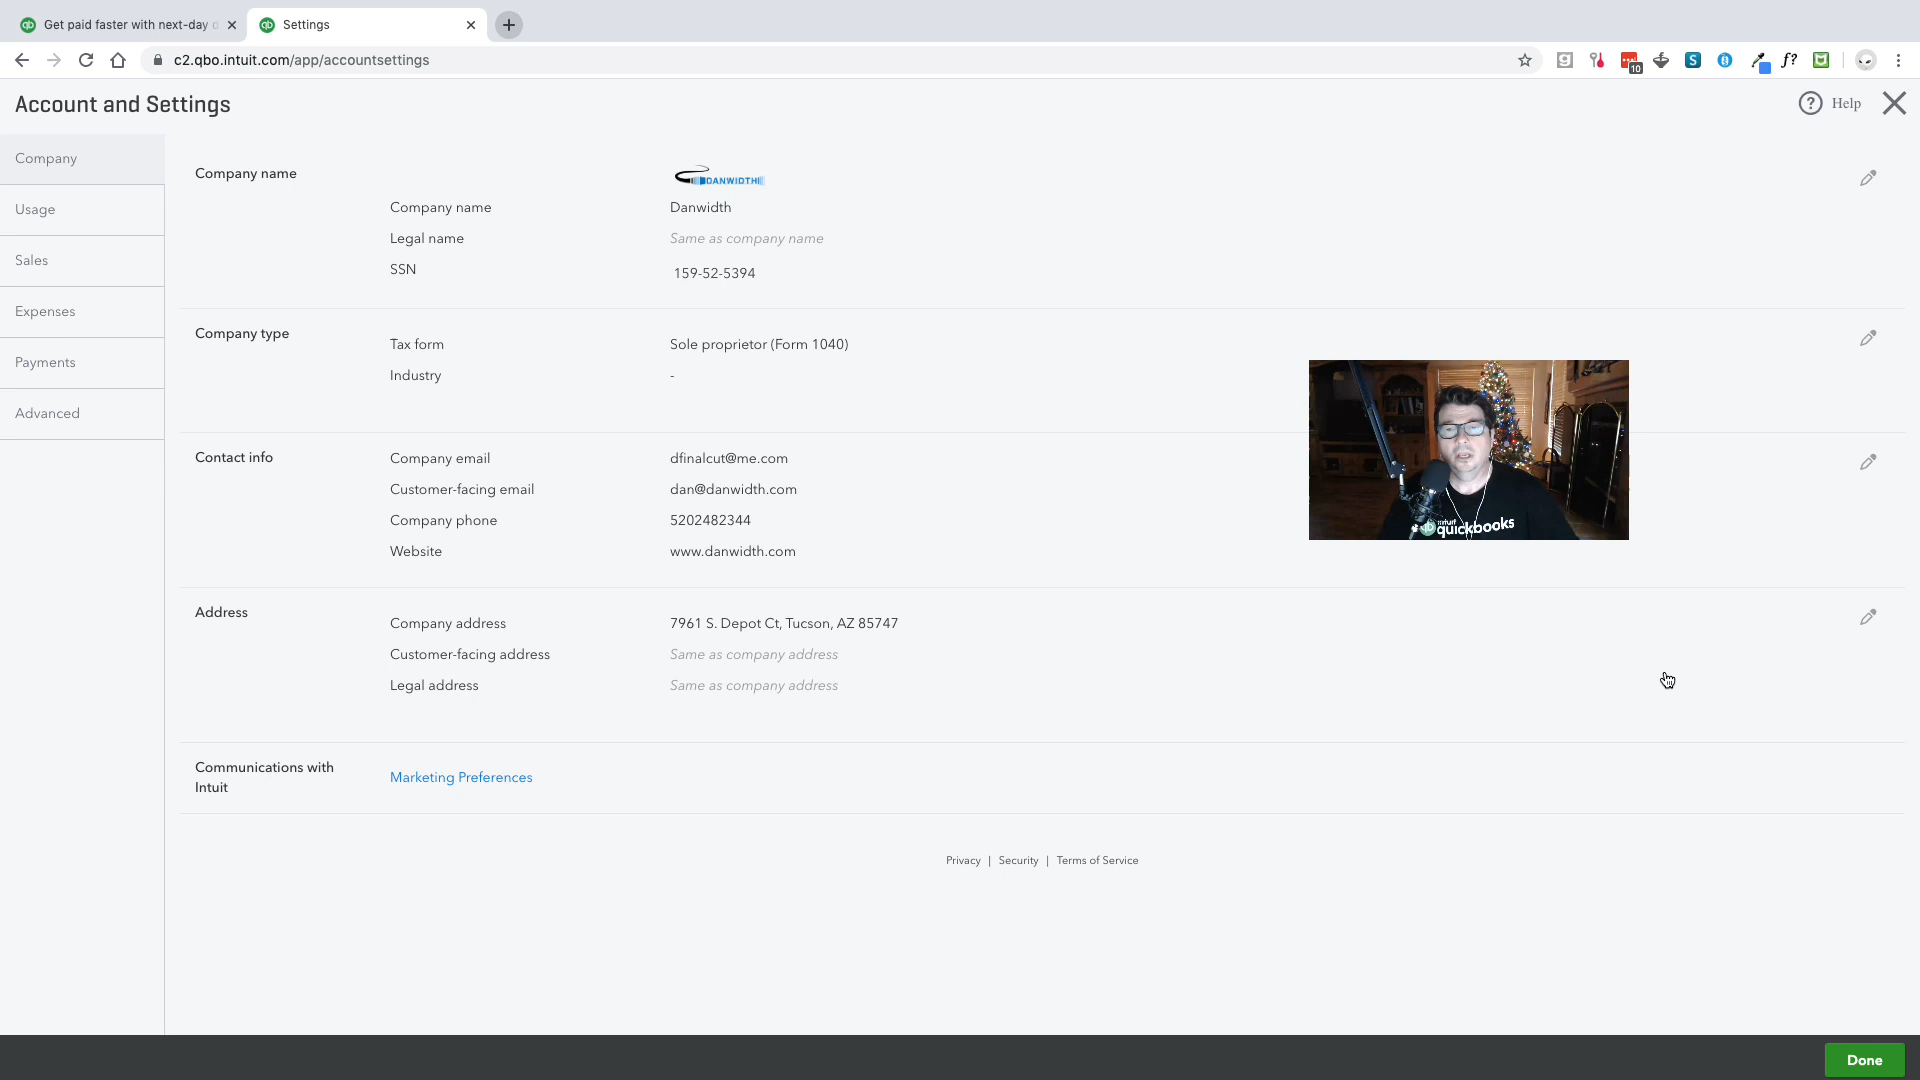 Get paid faster with next-day
Settings
c2.qbo.intuit.com/app/accountsettings
10
S
f?
Account and Settings
? Help
Company
Usage
Sales
Expenses
Payments
Advanced
Company name
DANWIDTH
Company name Danwidth
Legal name Same as company name
SSN 159-52-5394
Company type
Tax form Sole proprietor (Form 1040)
Industry -
Contact info
Company email dfinalcut@me.com
Customer-facing email dan@danwidth.com
Company phone 5202482344
Website www.danwidth.com
intuit
quickbooks
Address
Company address 7961 S. Depot Ct, Tucson, AZ 85747
Customer-facing address Same as company address
Legal address Same as company address
Communications with
Intuit
Marketing Preferences
Privacy | Security | Terms of Service
Done